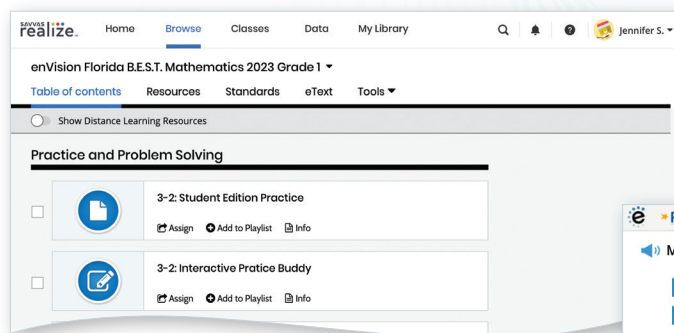 SAVVAS
realize.
Home Browse Classes Data My Library Jennifer S.
enVision Florida B.E.S.T. Mathematics 2023 Grade 1
Table of contents Resources Standards eText Tools
Show Distance Learning Resources
Practice and Problem Solving
3-2: Student Edition Practice
Assign Add to Playlist Info
3-2: Interactive Pratice Buddy
Assign Add to Playlist Info